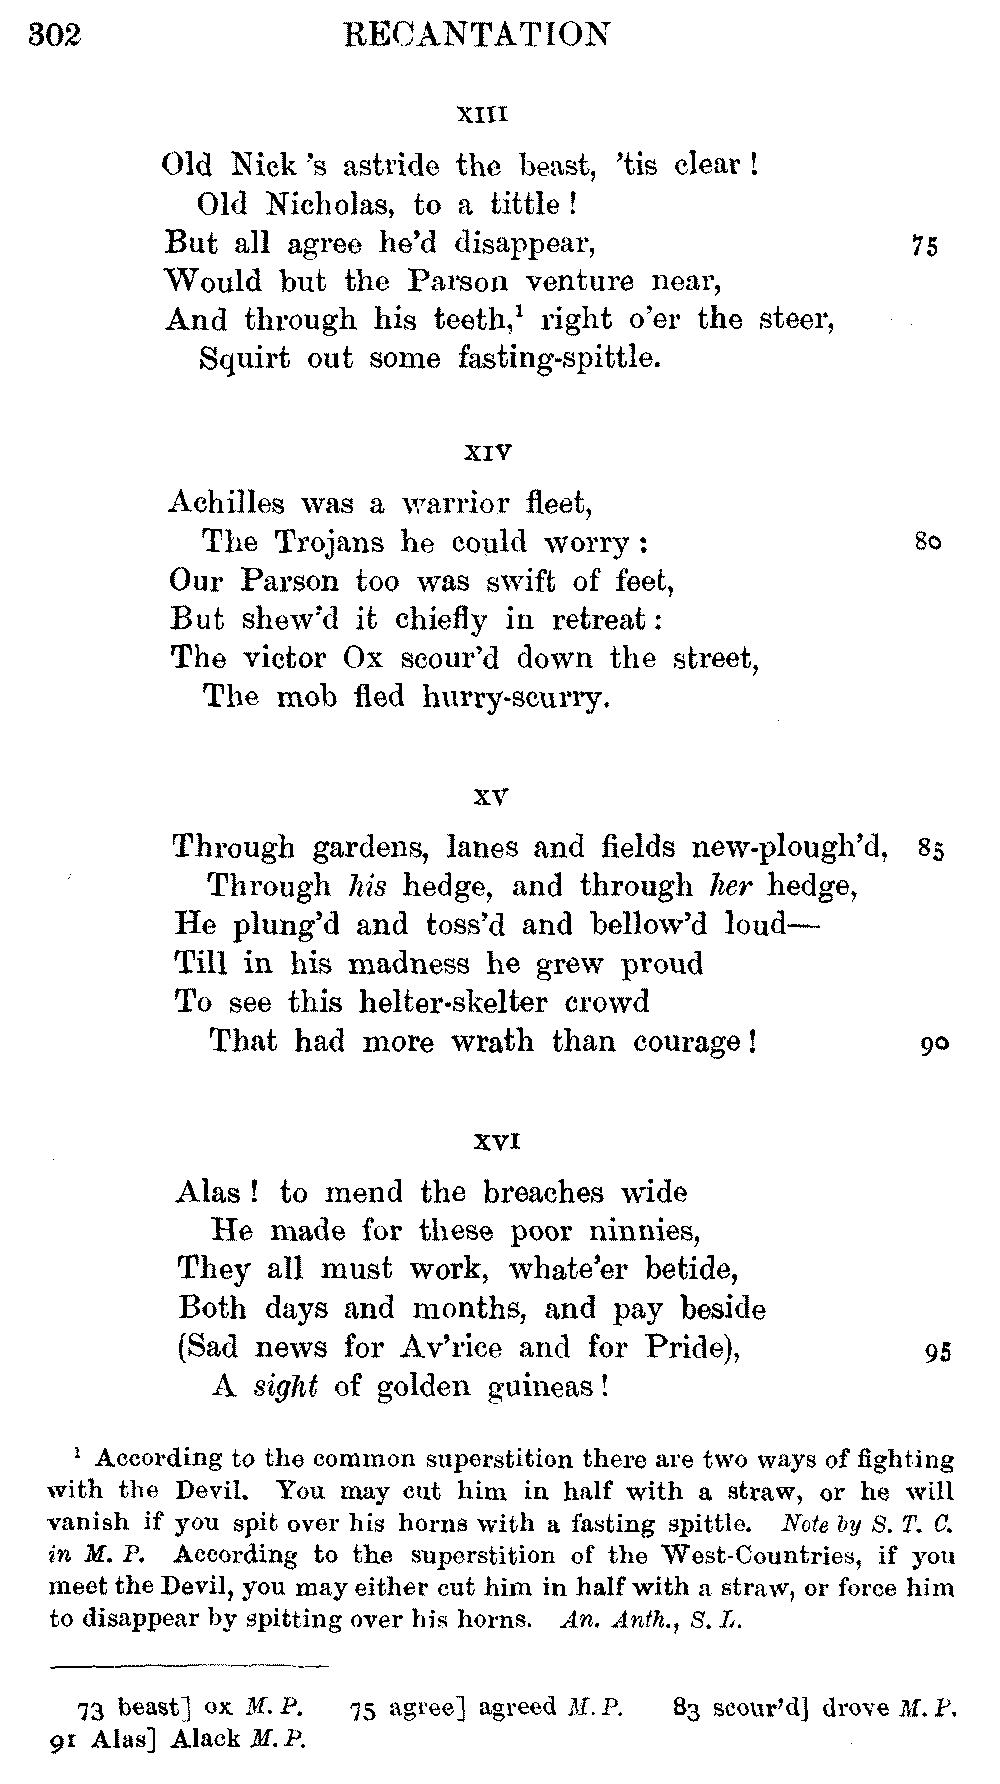 302 RECANTATION
XIII
Old Nick 's astride the beast, 'tis clear !
Old Nicholas, to a tittle !
But all agree he'd disappear, 75
Would but the Parson venture near,
And through his teeth,¹ right o'er the steer,
Squirt out some fasting-spittle.
XIV
Achilles was a warrior fleet,
The Trojans he could worry : 80
Our Parson too was swift of feet,
But shew'd it chiefly in retreat :
The victor Ox scour'd down the street,
The mob fled hurry-scurry.
XV
Through gardens, lanes and fields new-plough'd, 85
Through his hedge, and through her hedge,
He plung'd and toss'd and bellow'd loud—
Till in his madness he grew proud
To see this helter-skelter crowd
That had more wrath than courage ! 90
XVI
Alas ! to mend the breaches wide
He made for these poor ninnies,
They all must work, whate'er betide,
Both days and months, and pay beside
(Sad news for Av'rice and for Pride), 95
A sight of golden guineas !
¹ According to the common superstition there are two ways of fighting
with the Devil. You may cut him in half with a straw, or he will
vanish if you spit over his horns with a fasting spittle. Note by S. T. C.
in M. P. According to the superstition of the West-Countries, if you
meet the Devil, you may either cut him in half with a straw, or force him
to disappear by spitting over his horns. An. Anth., S. L.
73 beast] ox M. P. 75 agree] agreed M. P. 83 scour'd] drove M. P.
91 Alas] Alack M. P.